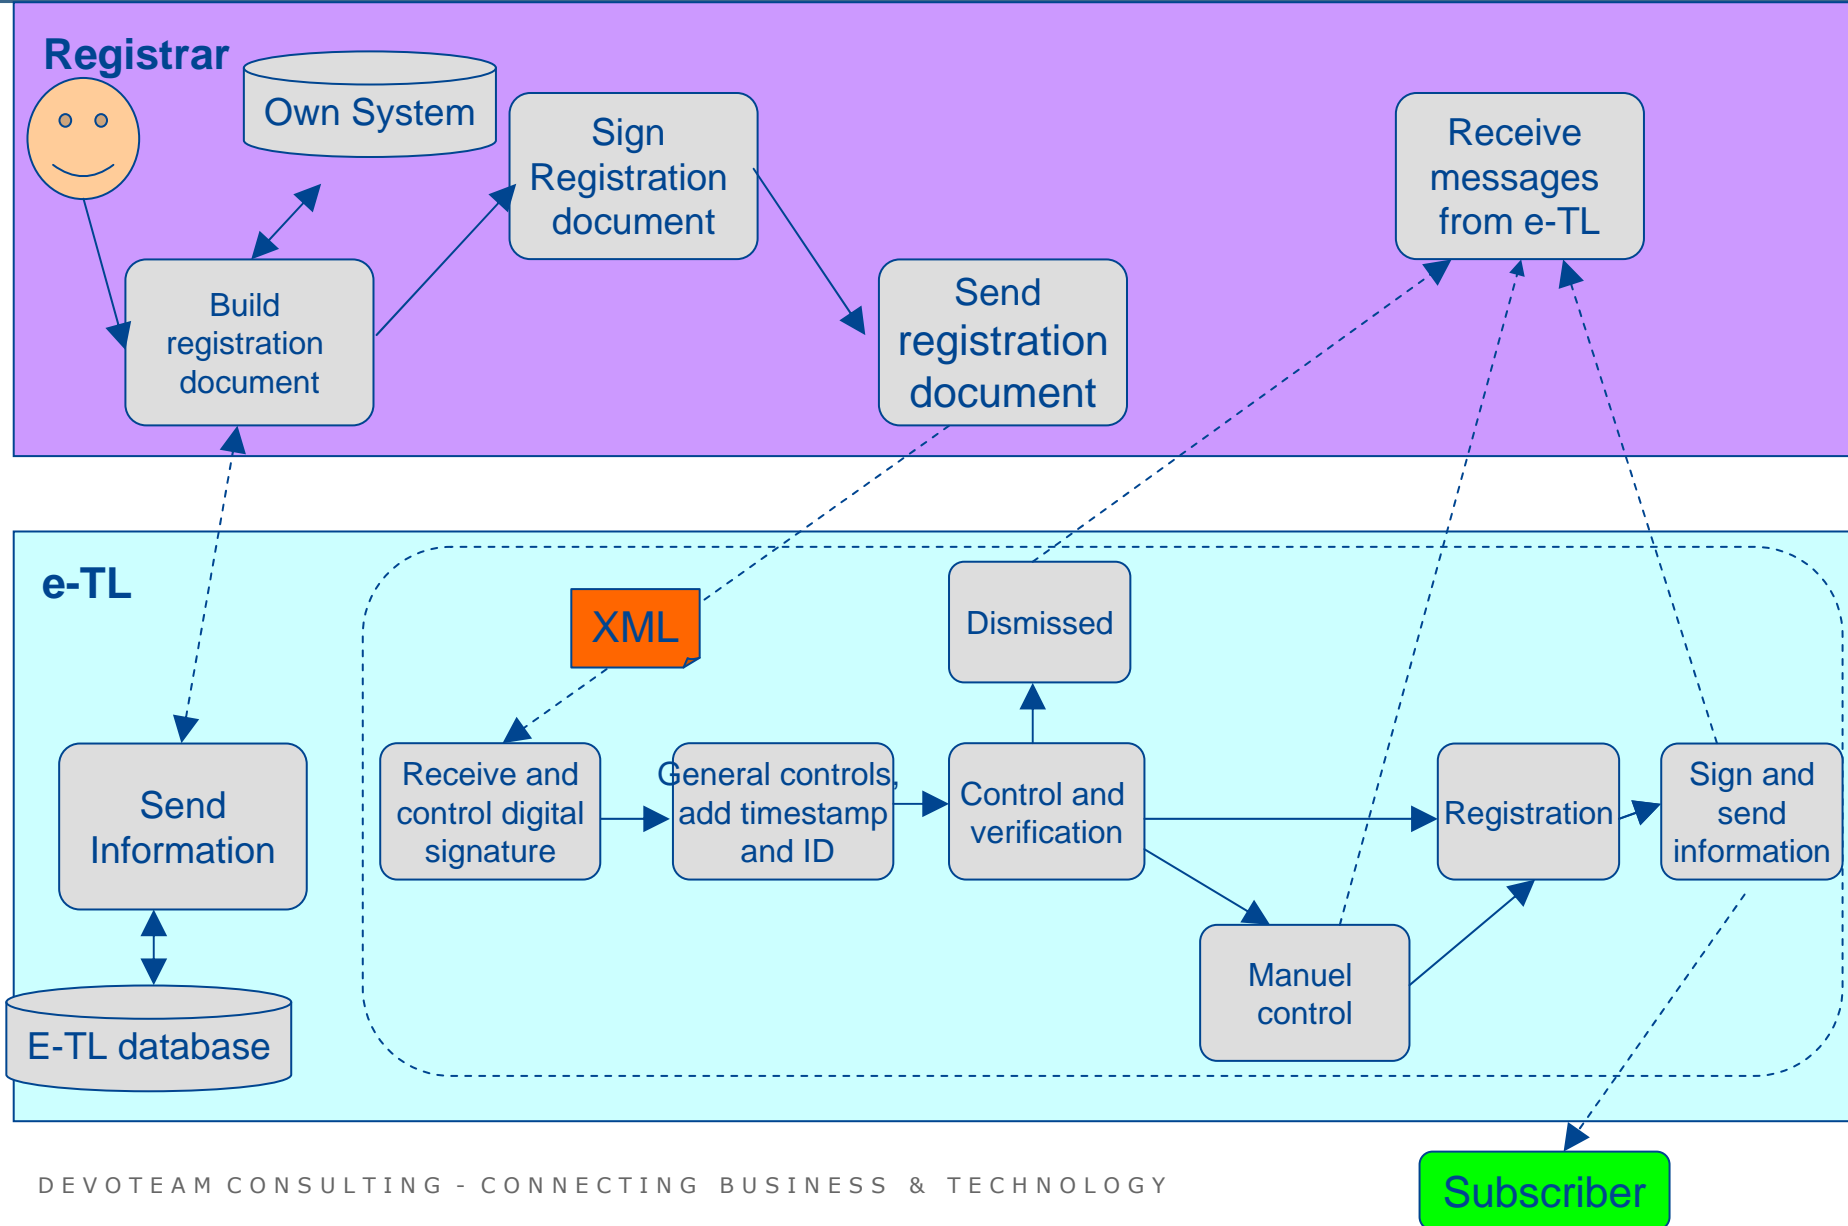 Registrar
Own System
Sign
Registration
document
Receive
messages
from e-TL
Build
registration
document
Send
registration
document
e-TL
XML
Dismissed
Send
Information
Receive and
control digital
signature
General controls,
add timestamp
and ID
Control and
verification
Registration
Sign and
send
information
Manuel
control
E-TL database
DEVOTEAM CONSULTING - CONNECTING BUSINESS & TECHNOLOGY
Subscriber